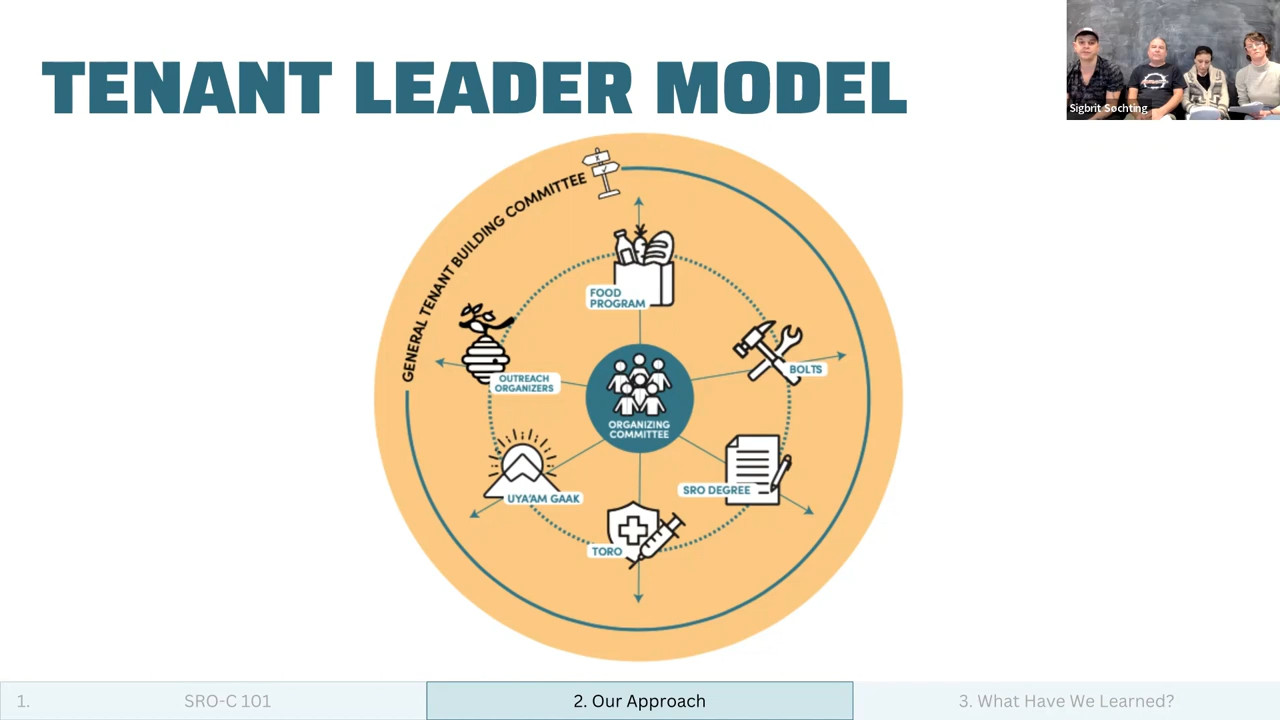 TENANT LEADER MODEL
Sigbrit Søchting
GENERAL TENANT BUILDING COMMITTEE
FOOD
PROGRAM
BOLTS
OUTREACH
ORGANIZERS
ORGANIZING
COMMITTEE
SRO DEGREE
UYA'AM GAAK
TORO
1. SRO-C 101
2. Our Approach
3. What Have We Learned?